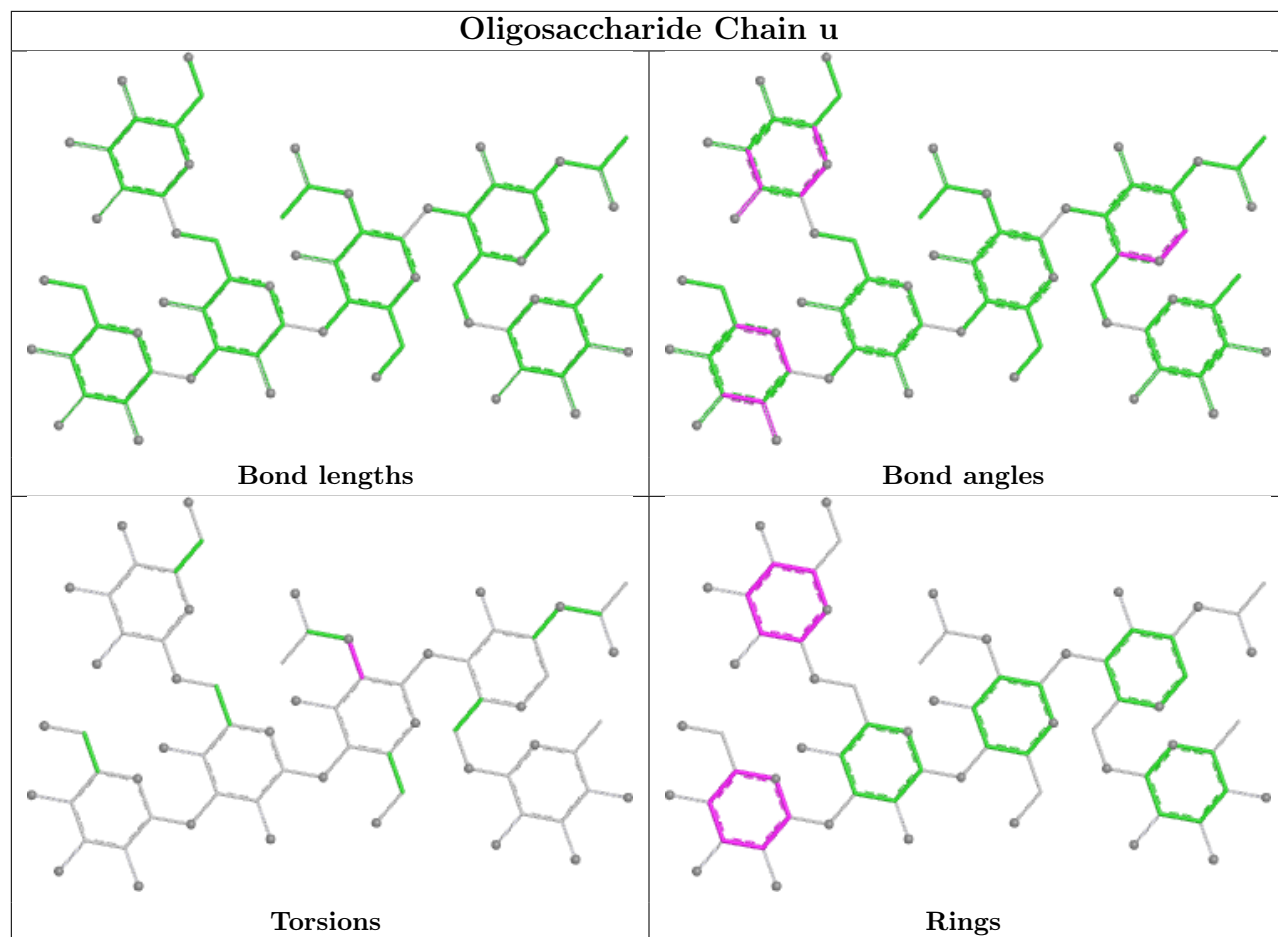 Oligosaccharide Chain u
Bond lengths
Bond angles
Torsions
Rings